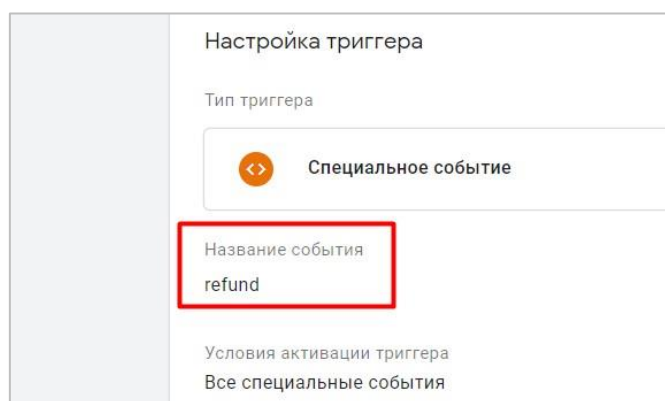 Настройка триггера
Тип триггера
Специальное событие
Название события
refund
Условия активации триггера
Все специальные события